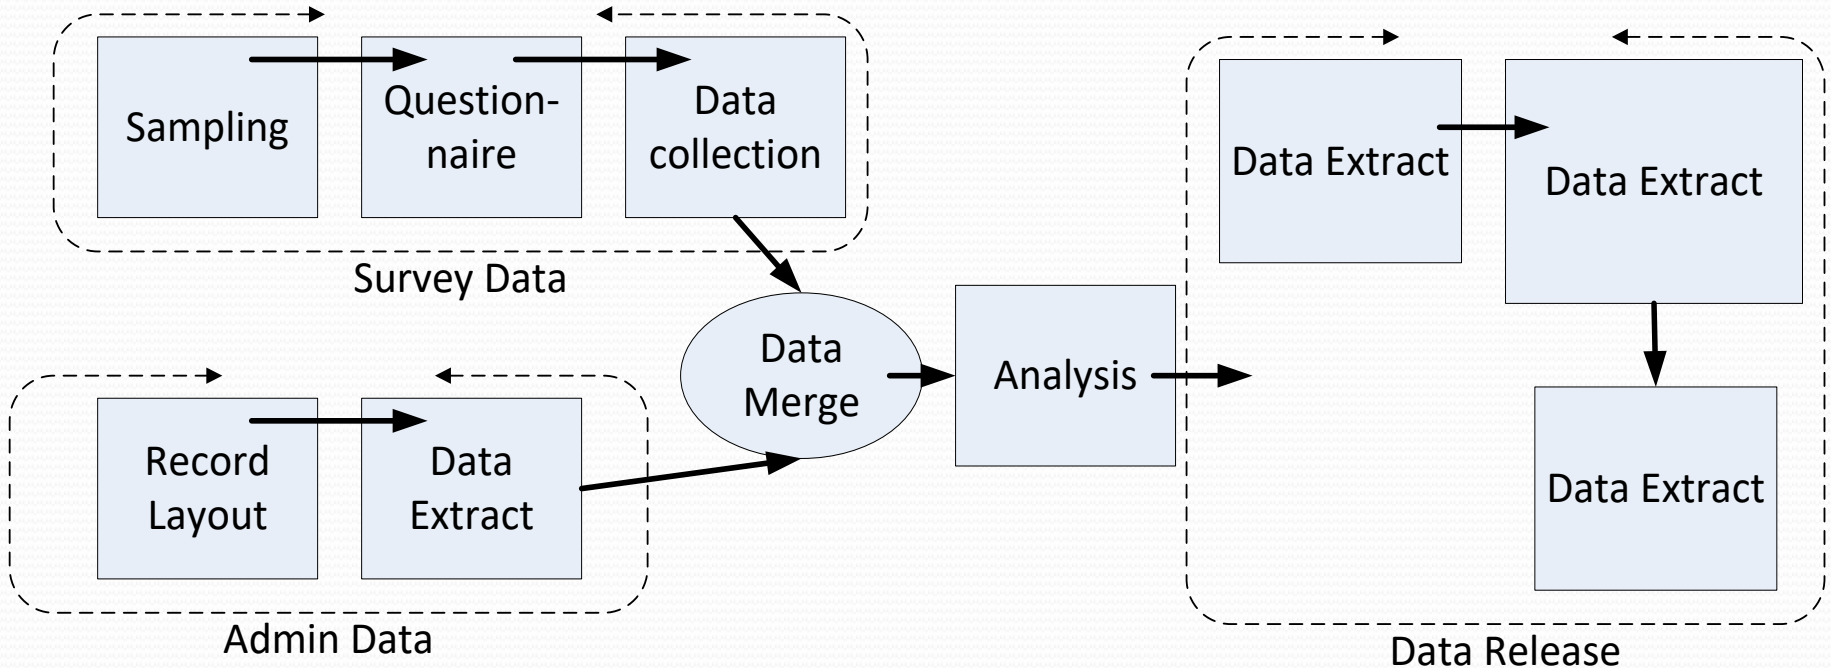 Sampling
Question-
naire
Data
collection
Survey Data
Record
Layout
Data
Extract
Admin Data
Data
Merge
Analysis
Data Extract
Data Extract
Data Extract
Data Release